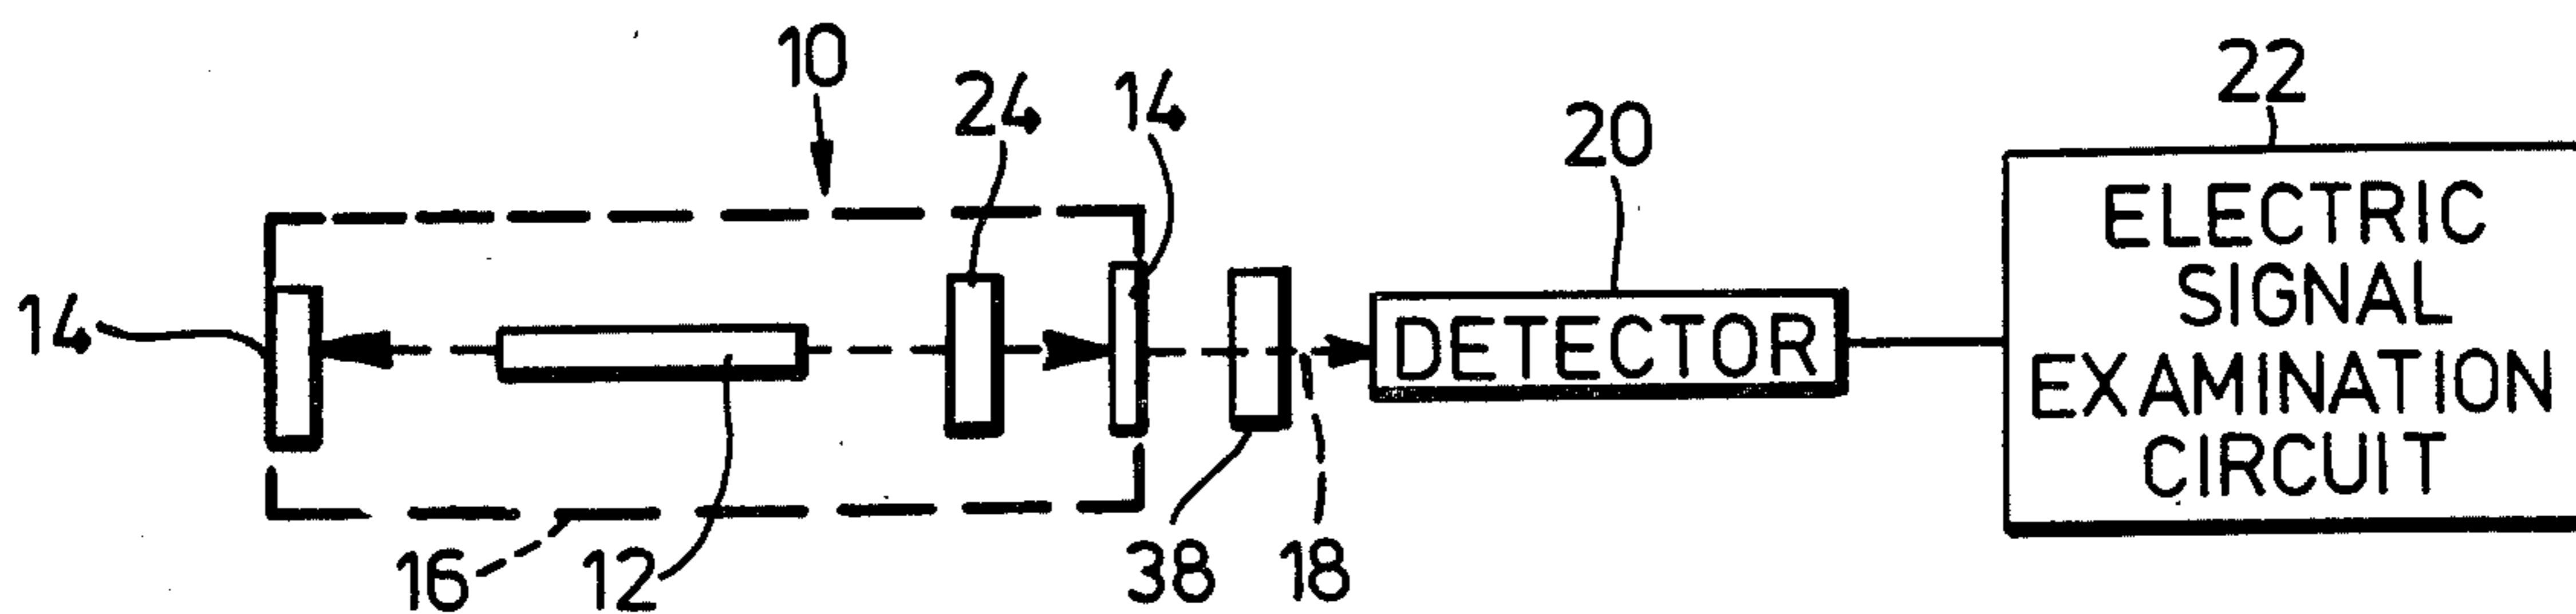 10
24
14
22
20
ELECTRIC
SIGNAL
EXAMINATION
CIRCUIT
14
DETECTOR
16
12
38
18